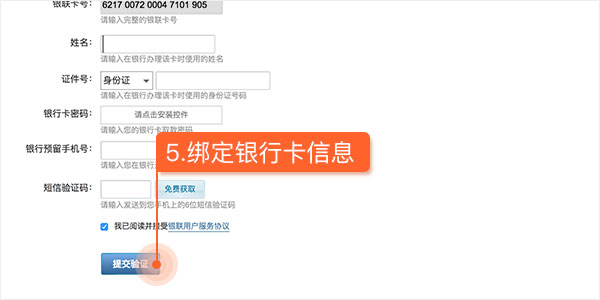 银联卡号： 6217 0072 0004 7101 905
请输入完整的银联卡号
姓名：
请输入在银行办理该卡时使用的姓名
证件号： 身份证
请输入在银行办理该卡时使用的身份证号码
银行卡密码： 请点击安装控件
请输入您的银行卡取款密码
银行预留手机号：
请输入您在银行
5.绑定银行卡信息
短信验证码： 免费获取
请输入发送到您手机上的6位短信验证码
我已阅读并接受银联用户服务协议
提交验证